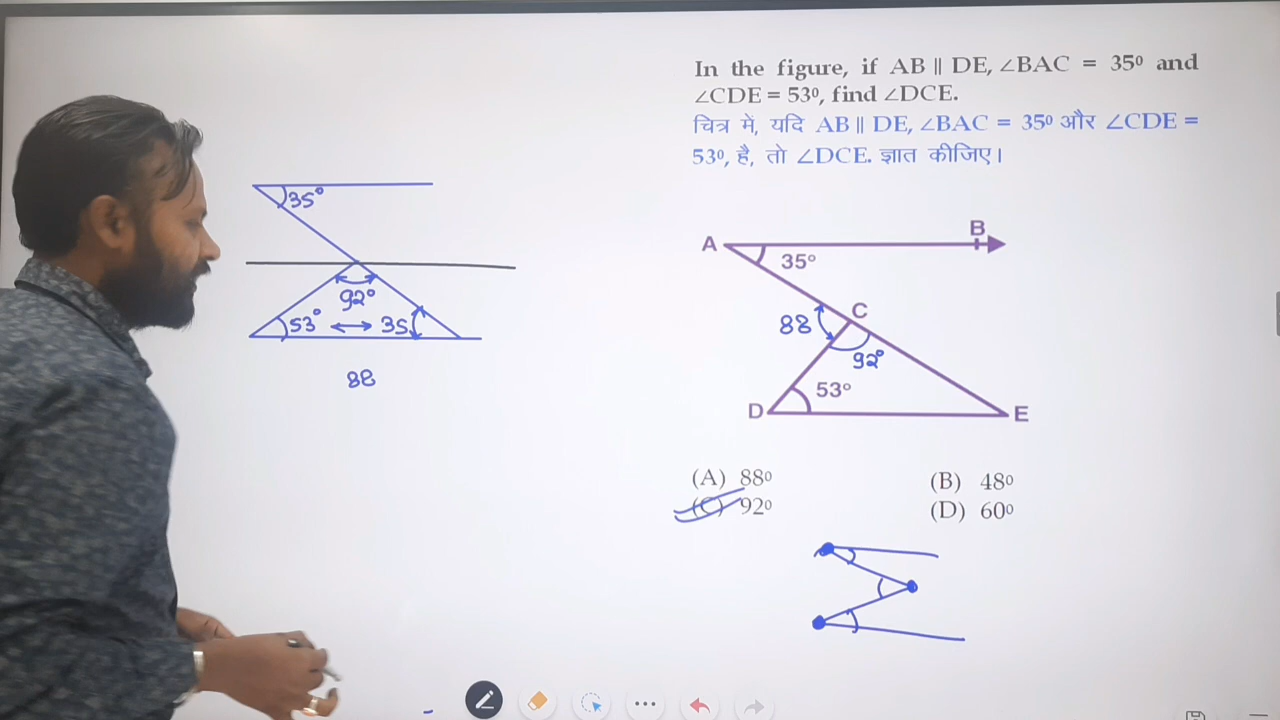 In the figure, if AB || DE, ∠BAC = 35⁰ and
∠CDE = 53⁰, find ∠DCE.
चित्र में, यदि AB || DE, ∠BAC = 35⁰ और ∠CDE =
53⁰, है, तो ∠DCE. ज्ञात कीजिए।
35°
92°
53° ↔ 35
88
A
B
35°
C
88
92°
53°
D
E
(A) 88⁰
(B) 48⁰
(C) 92⁰
(D) 60⁰